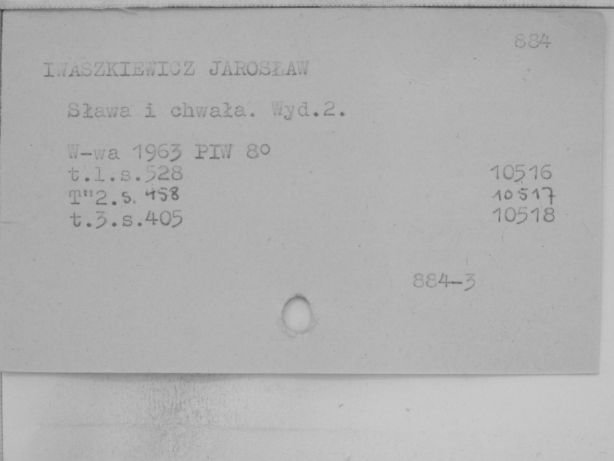 884
IWASZKIEWICZ JAROSŁAW
Sława i chwała. Wyd.2.
W-wa 1963 PIW 8º
t.1.s.528 10516
T"2.s. 458 10517
t.3.s.405 10518
884-3